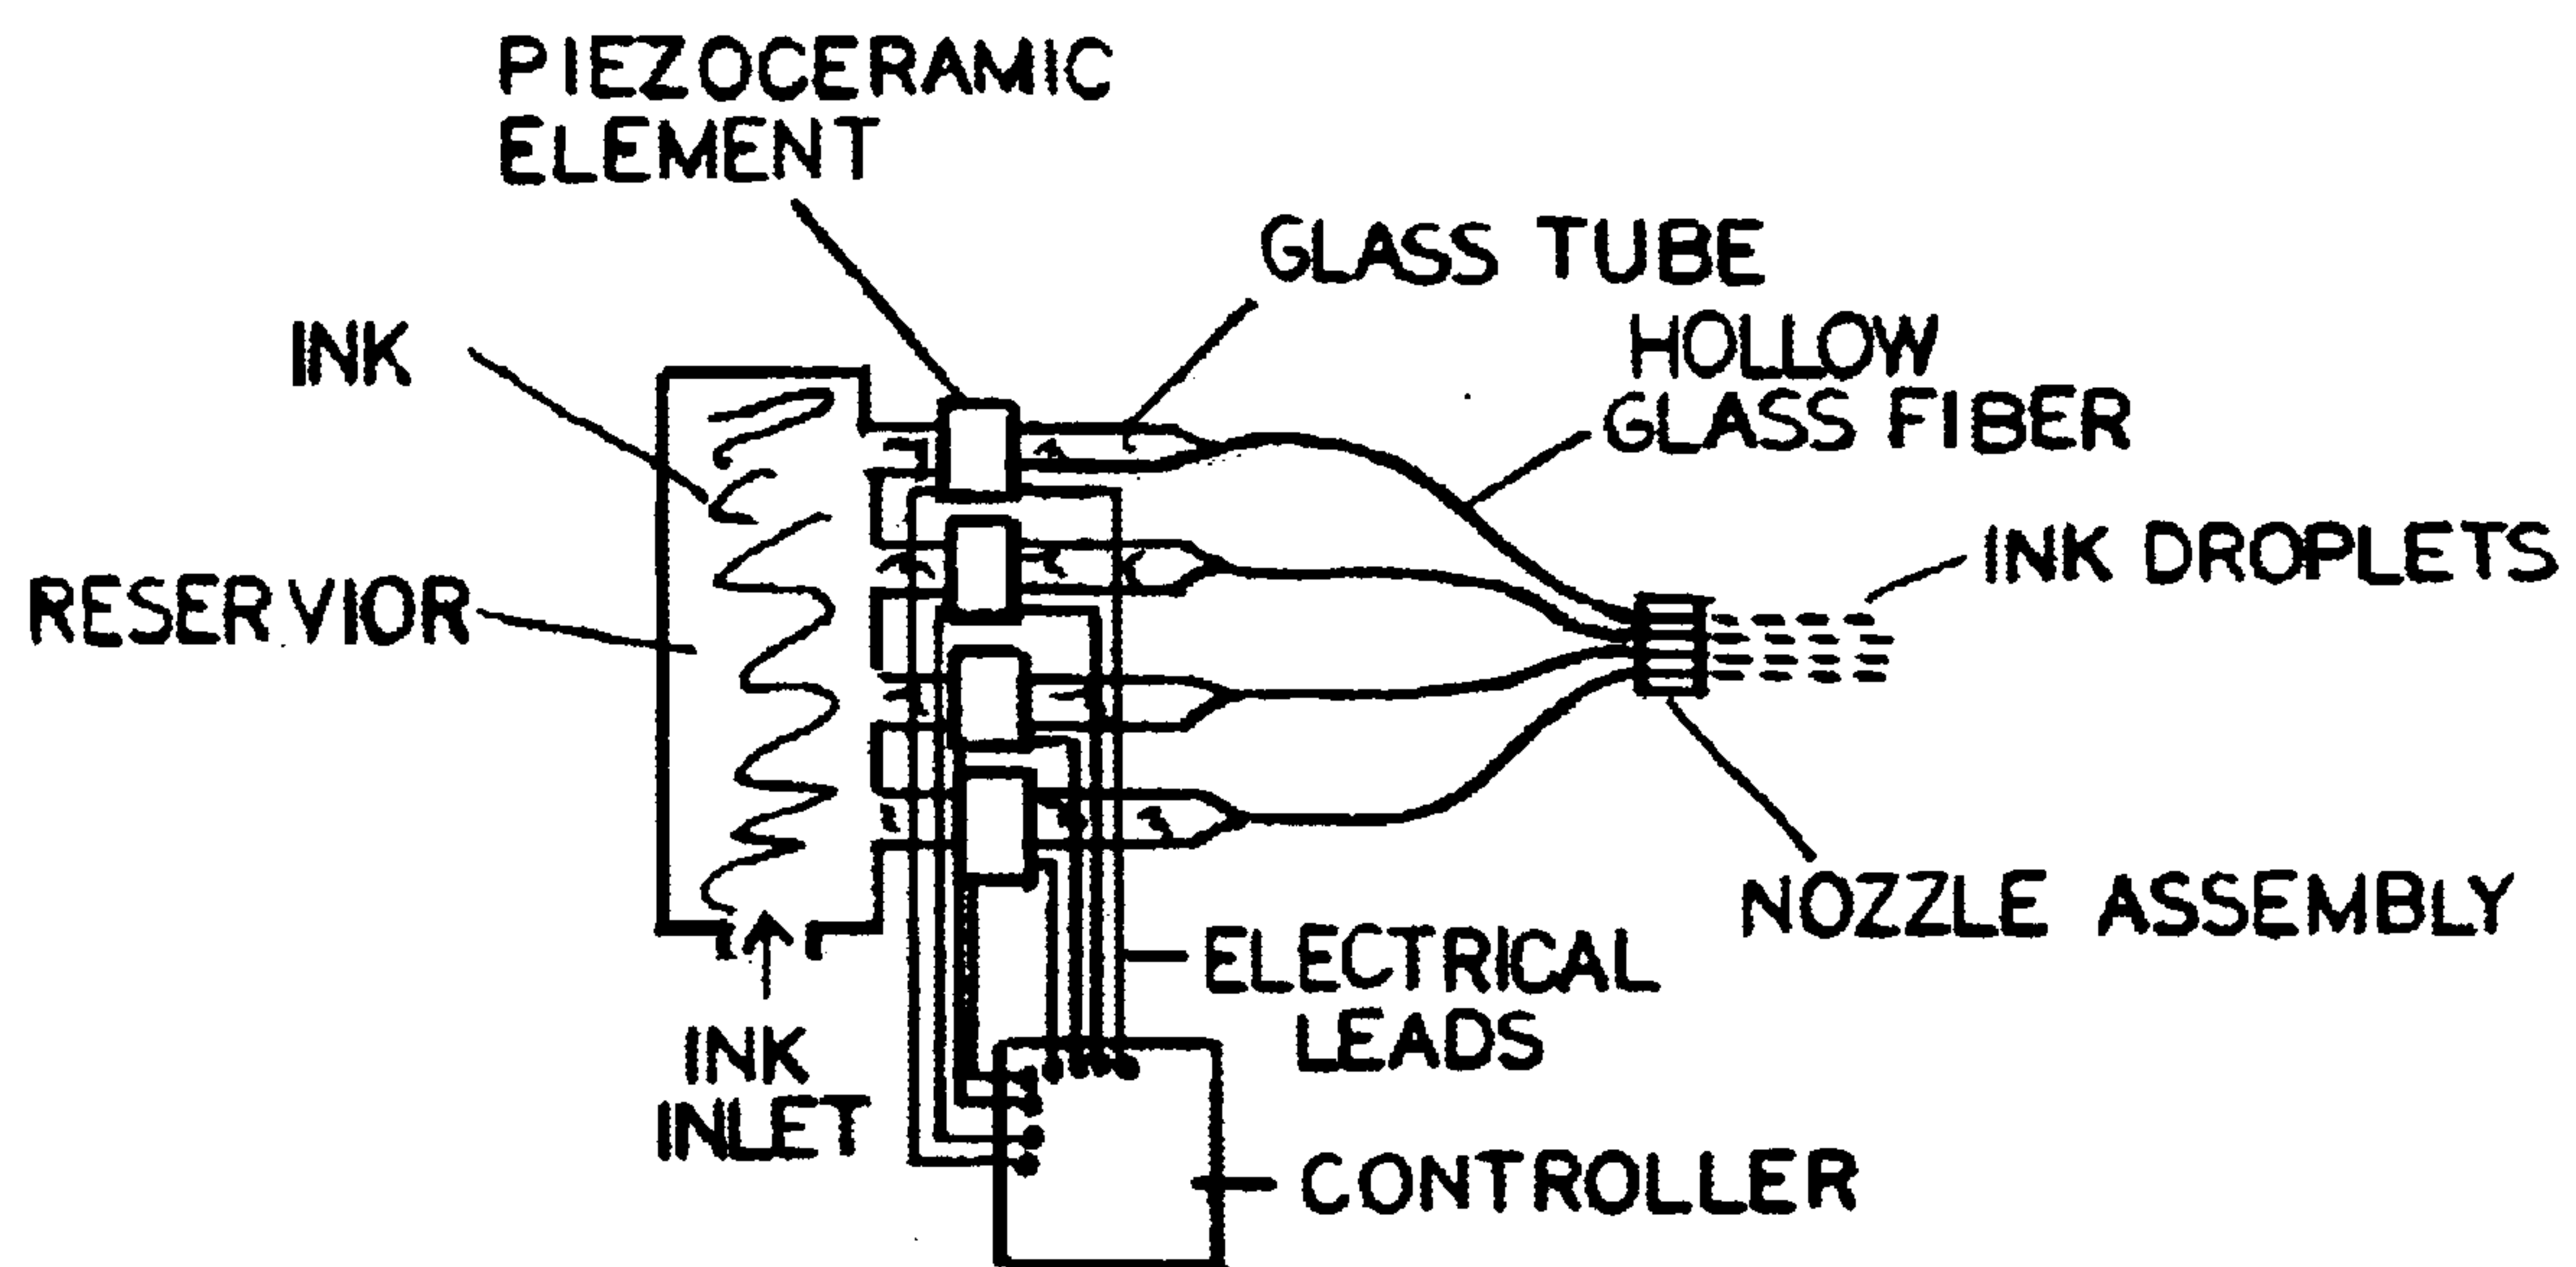 PIEZOCERAMIC
ELEMENT
GLASS TUBE
HOLLOW
GLASS FIBER
INK
INK DROPLETS
RESERVIOR
NOZZLE ASSEMBLY
ELECTRICAL
LEADS
INK
INLET
CONTROLLER